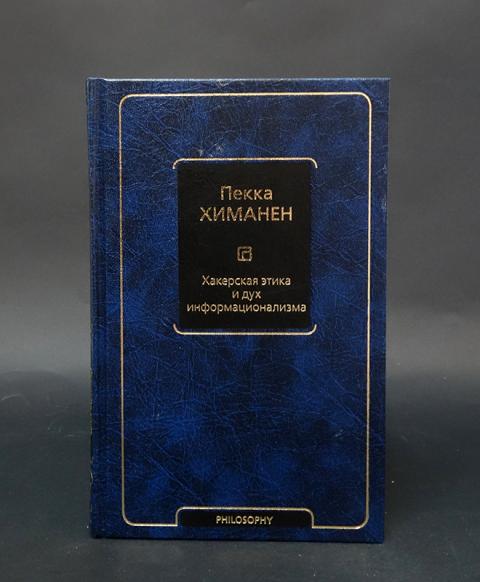 Пекка
ХИМАНЕН
Хакерская этика
и дух
информационализма
PHILOSOPHY